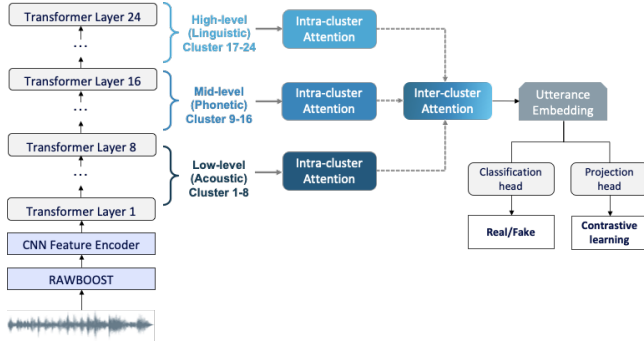 Transformer Layer 24
...
Transformer Layer 16
...
Transformer Layer 8
...
Transformer Layer 1
CNN Feature Encoder
RAWBOOST
High-level
(Linguistic)
Cluster 17-24
Mid-level
(Phonetic)
Cluster 9-16
Low-level
(Acoustic)
Cluster 1-8
Intra-cluster
Attention
Intra-cluster
Attention
Intra-cluster
Attention
Inter-cluster
Attention
Utterance
Embedding
Classification
head
Projection
head
Real/Fake
Contrastive
learning